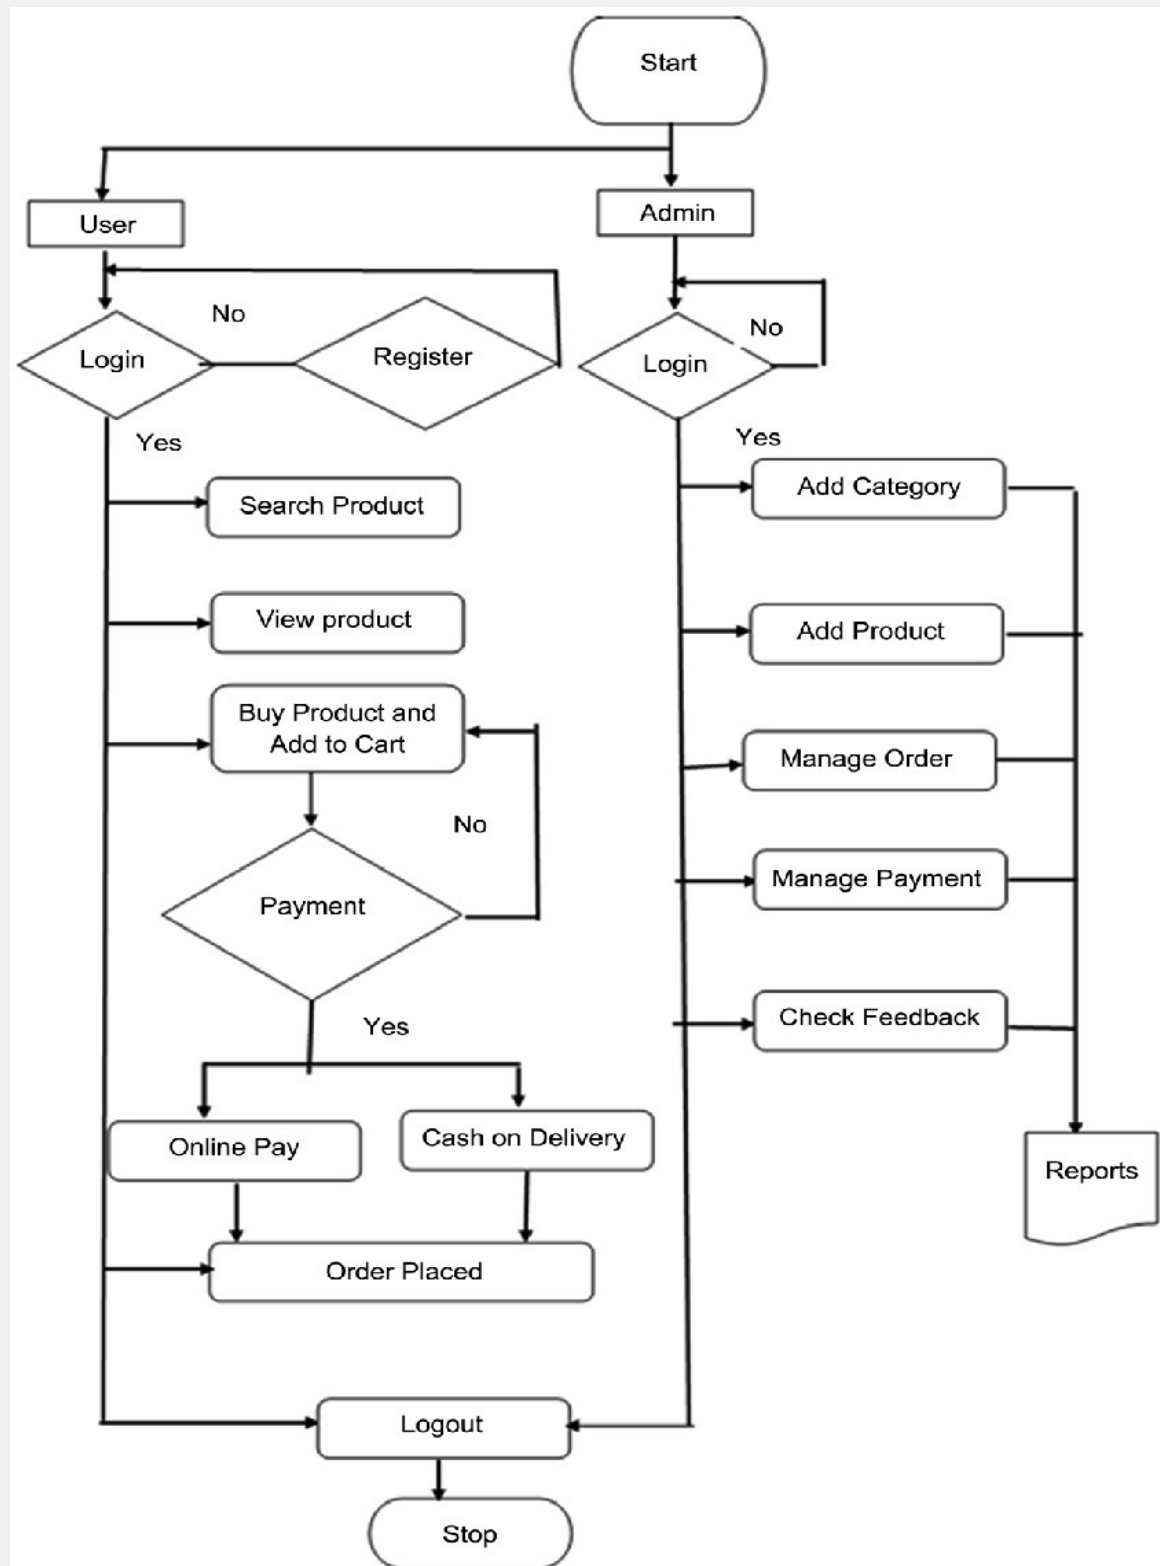 Start
User
Admin
No
Login
Register
No
Login
Yes
Yes
Search Product
Add Category
View product
Add Product
Buy Product and
Add to Cart
Manage Order
No
Payment
Manage Payment
Yes
Check Feedback
Online Pay
Cash on Delivery
Reports
Order Placed
Logout
Stop